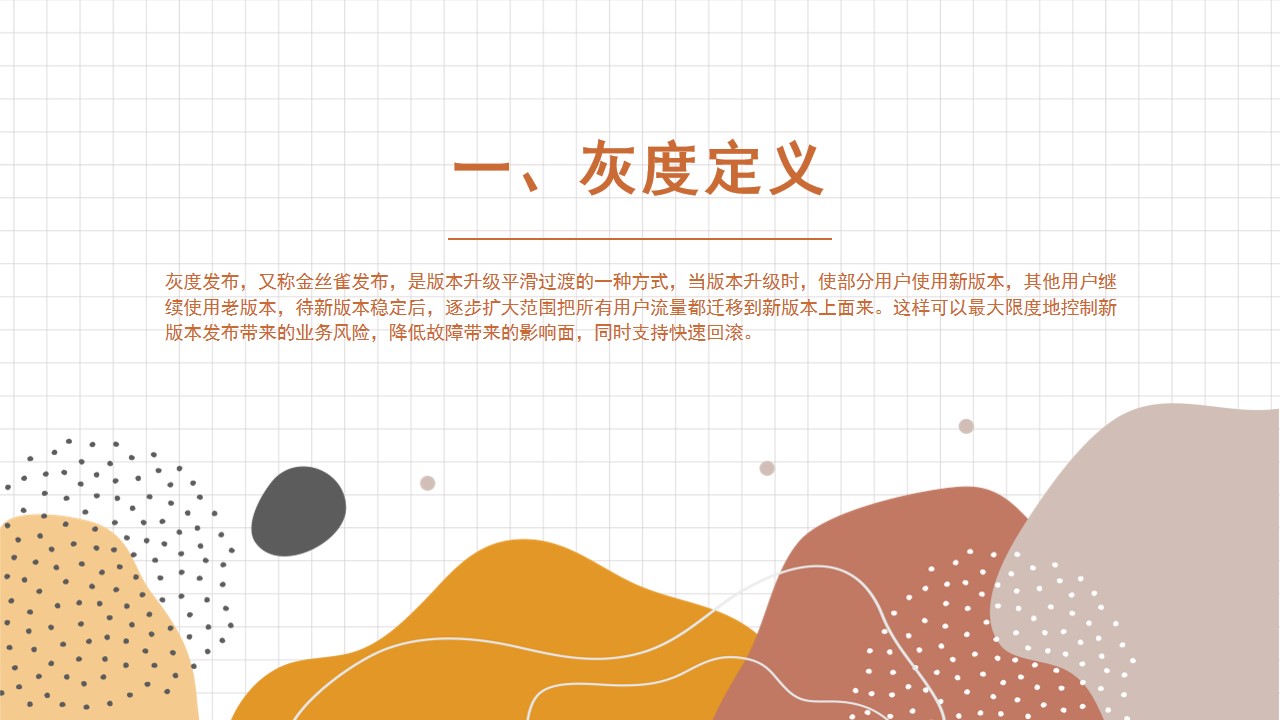 一、灰度定义
灰度发布，又称金丝雀发布，是版本升级平滑过渡的一种方式，当版本升级时，使部分用户使用新版本，其他用户继
续使用老版本，待新版本稳定后，逐步扩大范围把所有用户流量都迁移到新版本上面来。这样可以最大限度地控制新
版本发布带来的业务风险，降低故障带来的影响面，同时支持快速回滚。